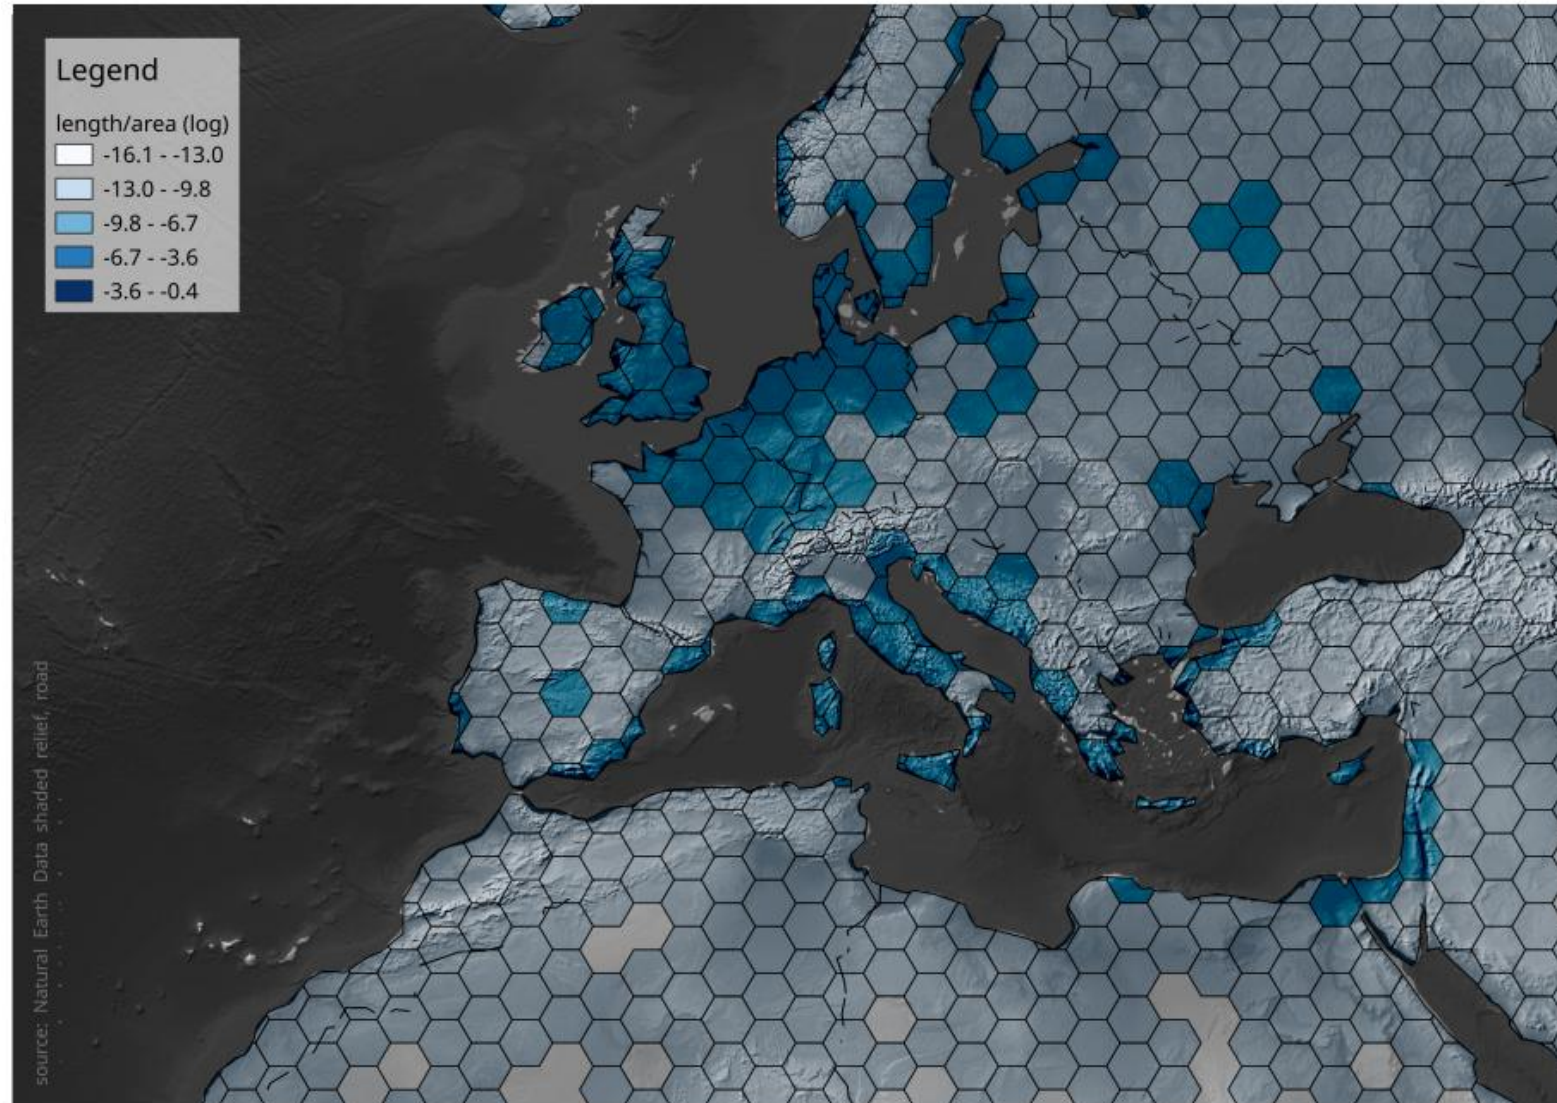 Legend
length/area (log)
-16.1 - -13.0
-13.0 - -9.8
-9.8 - -6.7
-6.7 - -3.6
-3.6 - -0.4
source: Natural Earth Data shaded relief, road